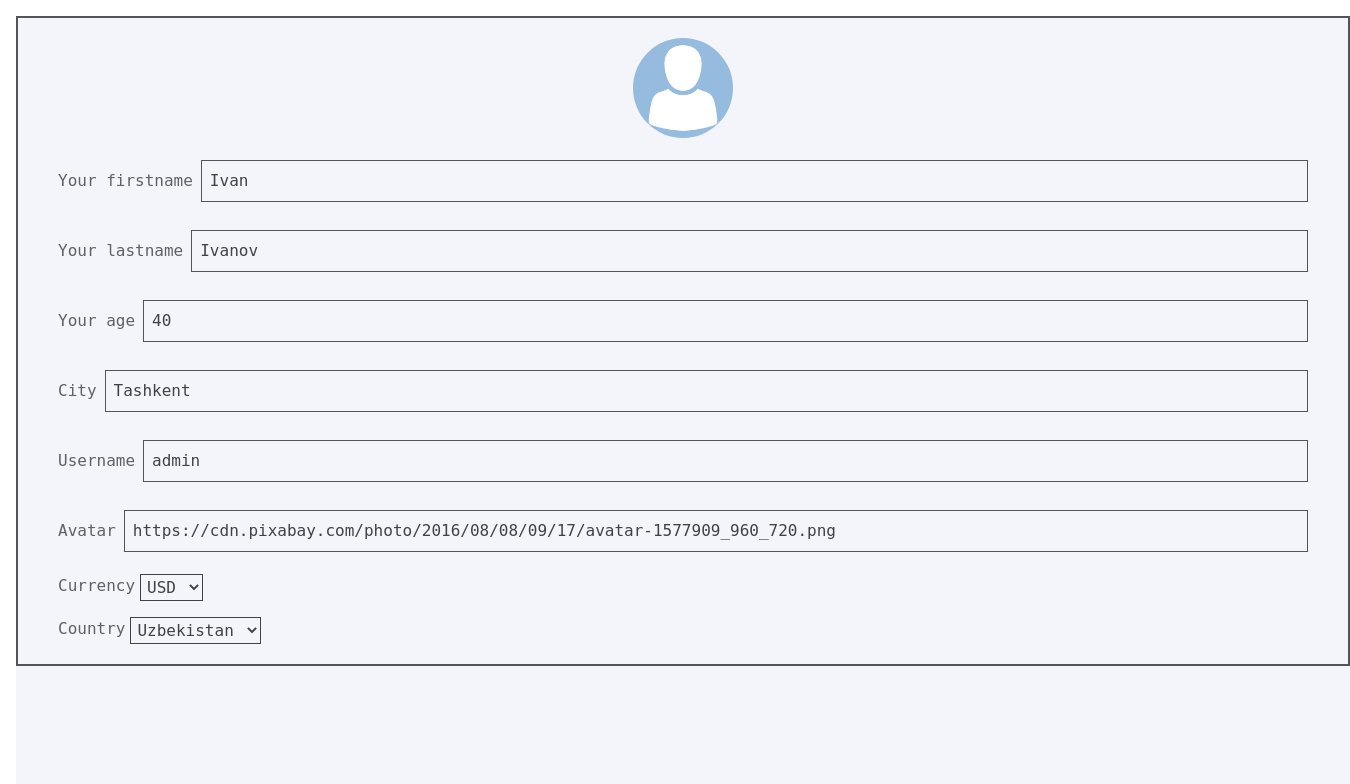 Your firstname Ivan
Your lastname Ivanov
Your age 40
City Tashkent
Username admin
Avatar https://cdn.pixabay.com/photo/2016/08/08/09/17/avatar-1577909_960_720.png
Currency USD
Country Uzbekistan